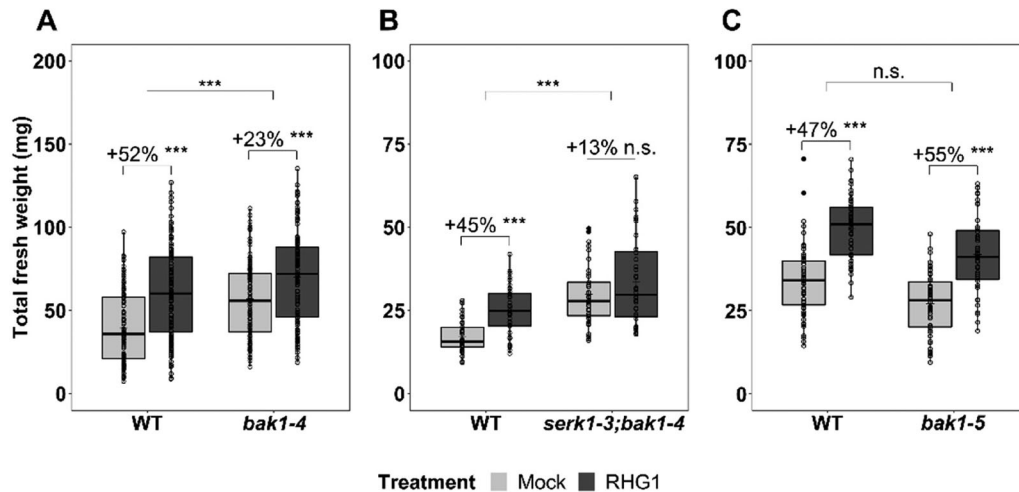 A
B
C
Total fresh weight (mg)
200
150
100
50
0
***
+52% ***
+23% ***
WT
bak1-4
100
75
50
25
0
***
+45% ***
+13% n.s.
WT
serk1-3;bak1-4
100
75
50
25
0
n.s.
+47% ***
+55% ***
WT
bak1-5
Treatment Mock RHG1